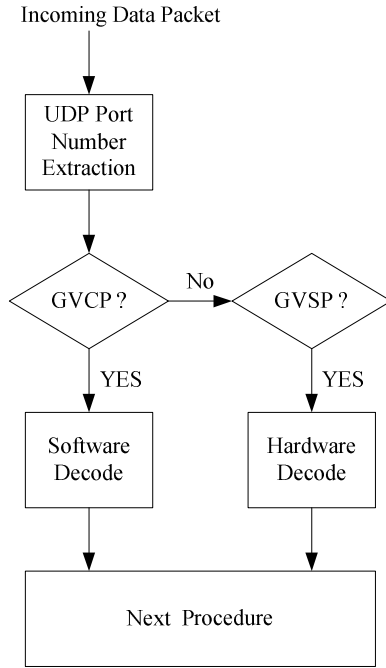 Incoming Data Packet
UDP Port
Number
Extraction
GVCP ?
No
GVSP ?
YES
YES
Software
Decode
Hardware
Decode
Next Procedure